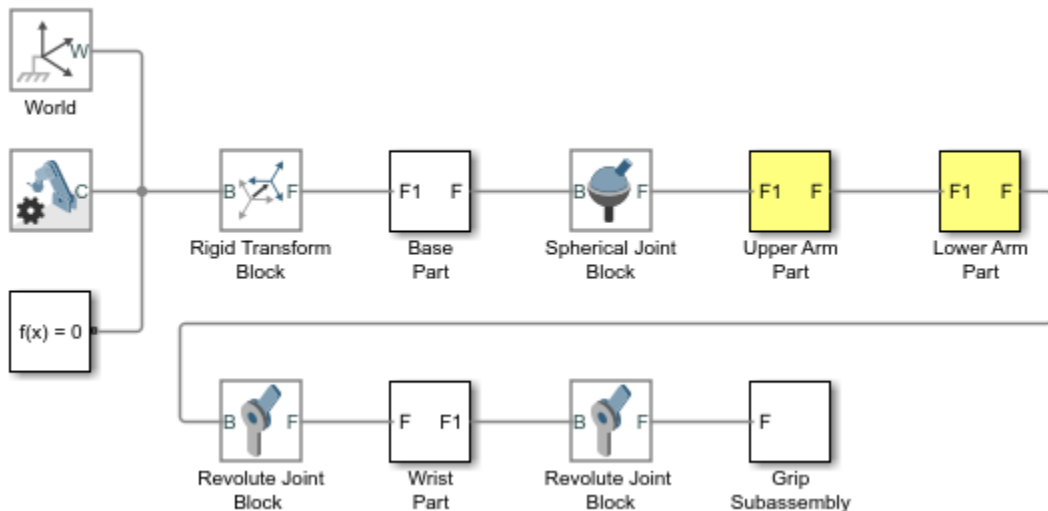 W
World
C
B F F1 F B F F1 F F1 F
Rigid Transform Base Spherical Joint Upper Arm Lower Arm
Block Part Block Part Part
f(x) = 0
B F F F1 B F F
Revolute Joint Wrist Revolute Joint Grip
Block Part Block Subassembly